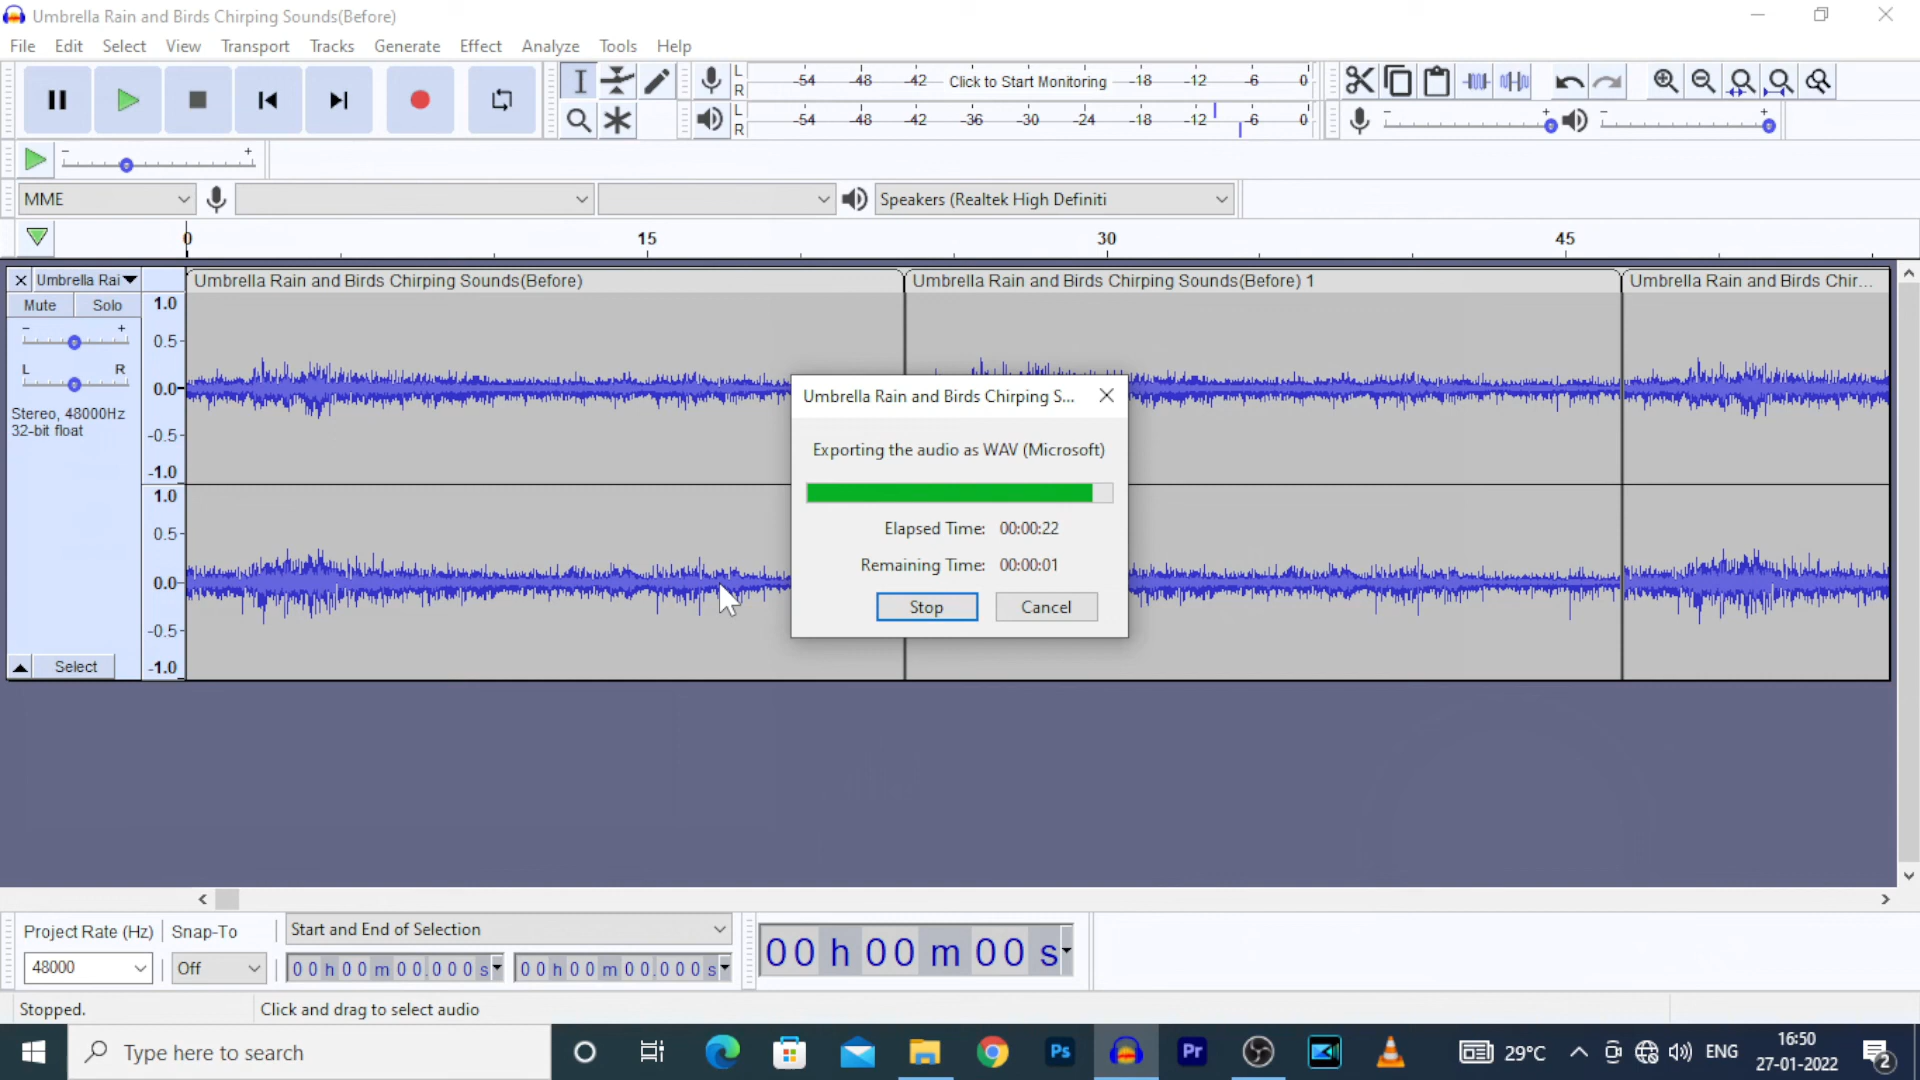 Umbrella Rain and Birds Chirping Sounds(Before)
File Edit Select View Transport Tracks Generate Effect Analyze Tools Help
L
R
-54 -48 -42 Click to Start Monitoring -18 -12 -6 0
L
R
-54 -48 -42 -36 -30 -24 -18 -12 -6 0
- +
- +
- +
MME
Speakers (Realtek High Definiti
0 15 30 45
Umbrella Rai
Umbrella Rain and Birds Chirping Sounds(Before)
Umbrella Rain and Birds Chirping Sounds(Before) 1
Umbrella Rain and Birds Chir...
Mute Solo
- +
L R
Stereo, 48000Hz
32-bit float
Select
1.0
0.5
0.0
-0.5
-1.0
1.0
0.5
0.0
-0.5
-1.0
Umbrella Rain and Birds Chirping S...
Exporting the audio as WAV (Microsoft)
Elapsed Time: 00:00:22
Remaining Time: 00:00:01
Stop Cancel
Project Rate (Hz) Snap-To
Start and End of Selection
48000 Off
00 h 00 m 00.000 s 00 h 00 m 00.000 s
00 h 00 m 00 s
Stopped. Click and drag to select audio
Type here to search
Ps
Pr
29°C
ENG
16:50
27-01-2022
2